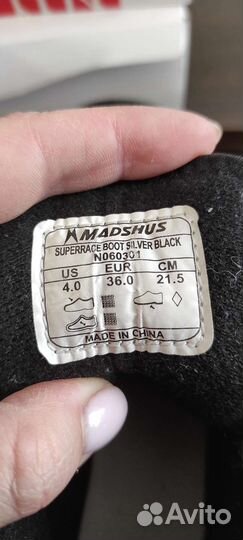 MADSHUS
SUPERRACE BOOT SILVER BLACK
N060301
US EUR CM
4.0 36.0 21.5
MADE IN CHINA
Avito